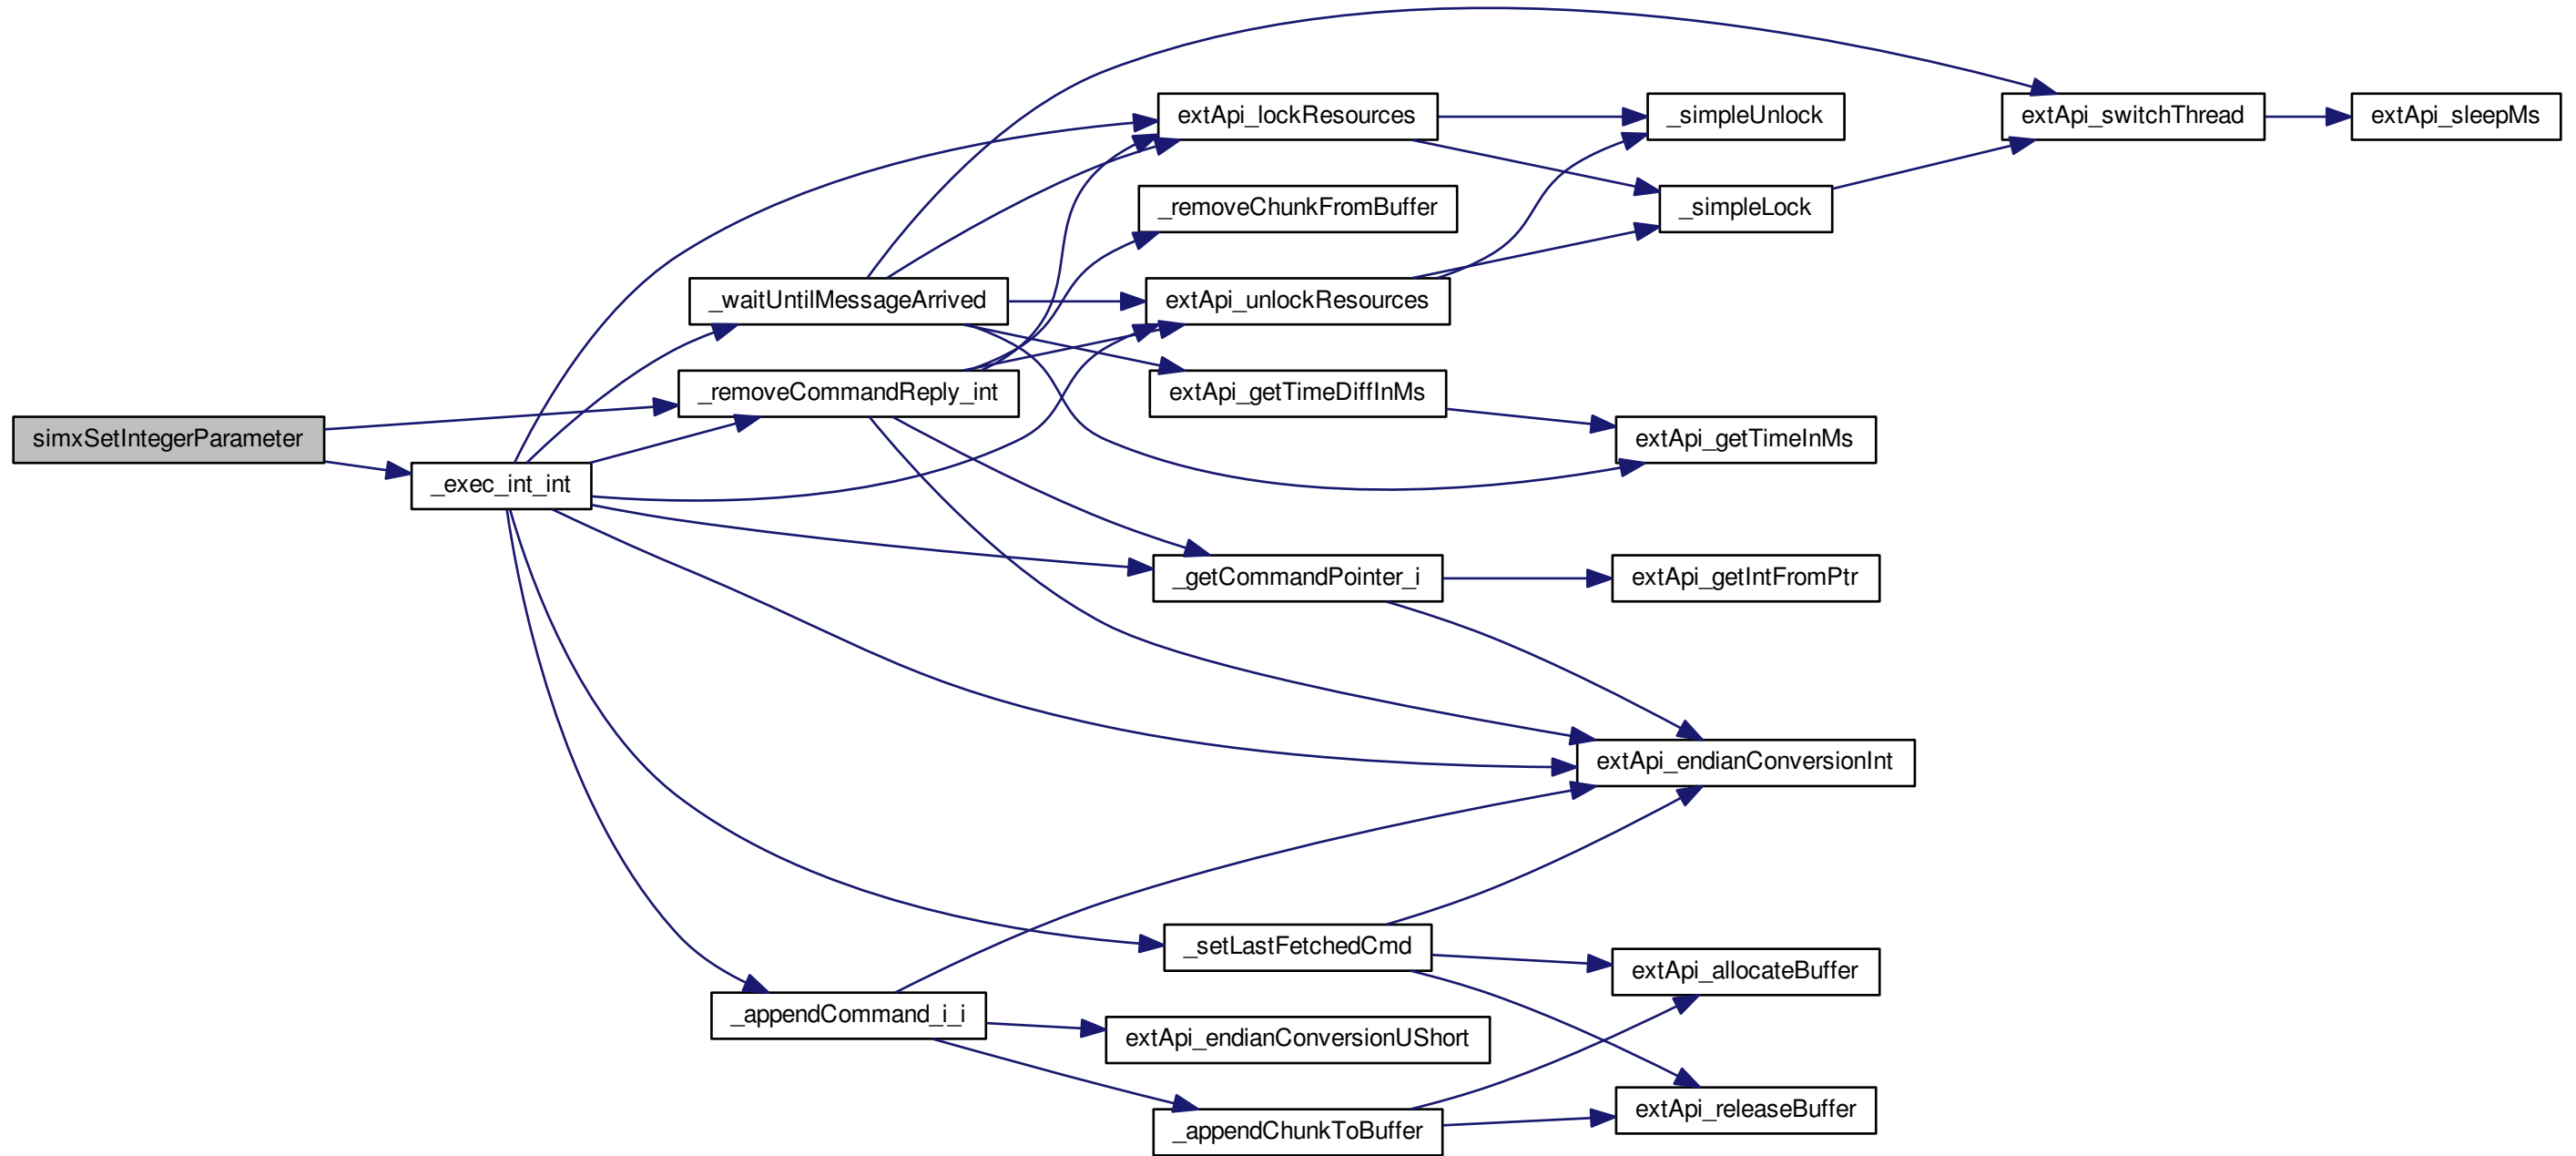 simxSetIntegerParameter
_exec_int_int
_waitUntilMessageArrived
_removeCommandReply_int
_appendCommand_i_i
extApi_lockResources
_removeChunkFromBuffer
extApi_unlockResources
extApi_getTimeDiffInMs
_getCommandPointer_i
_setLastFetchedCmd
extApi_endianConversionUShort
_appendChunkToBuffer
_simpleUnlock
_simpleLock
extApi_getTimeInMs
extApi_getIntFromPtr
extApi_endianConversionInt
extApi_allocateBuffer
extApi_releaseBuffer
extApi_switchThread
extApi_sleepMs